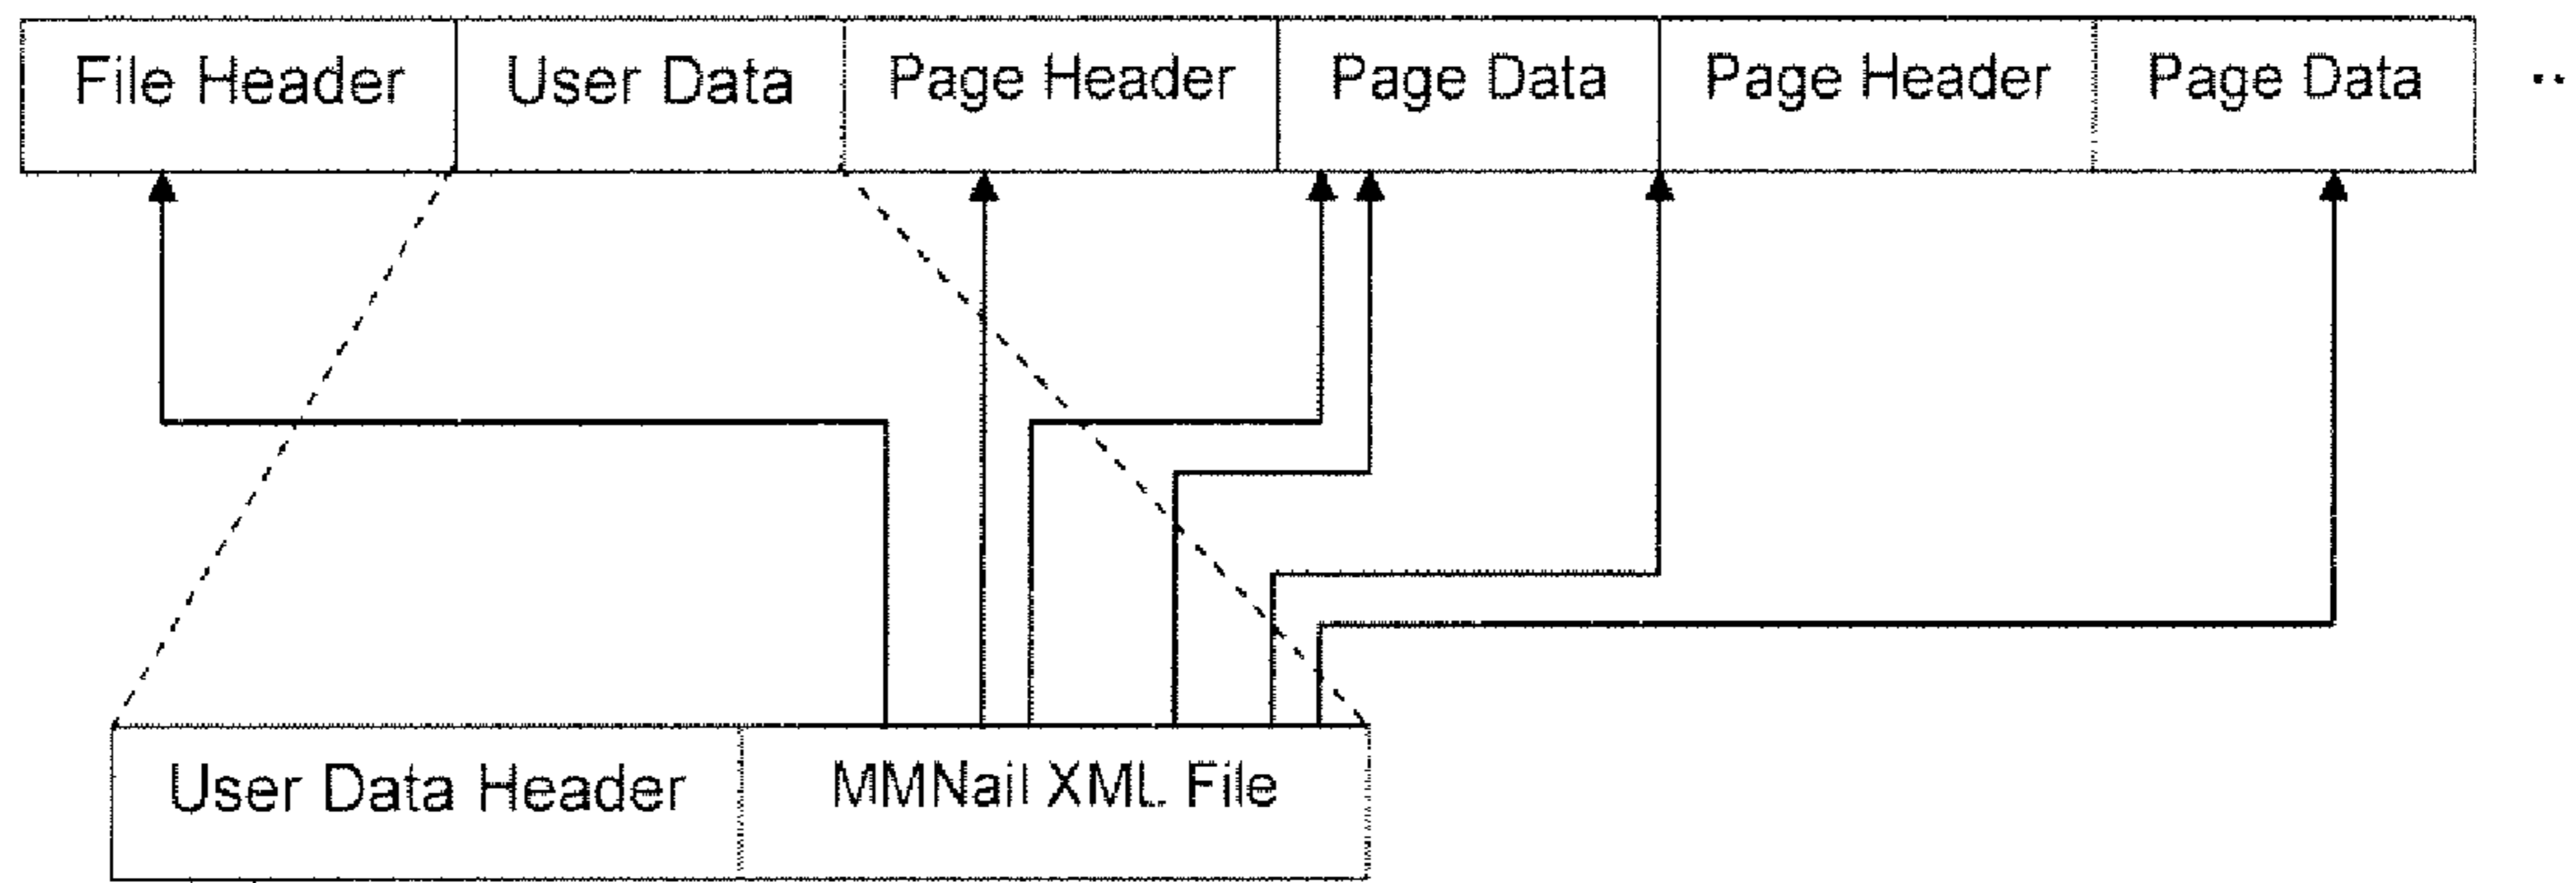 File Header User Data Page Header Page Data Page Header Page Data ..
User Data Header MMNail XML File